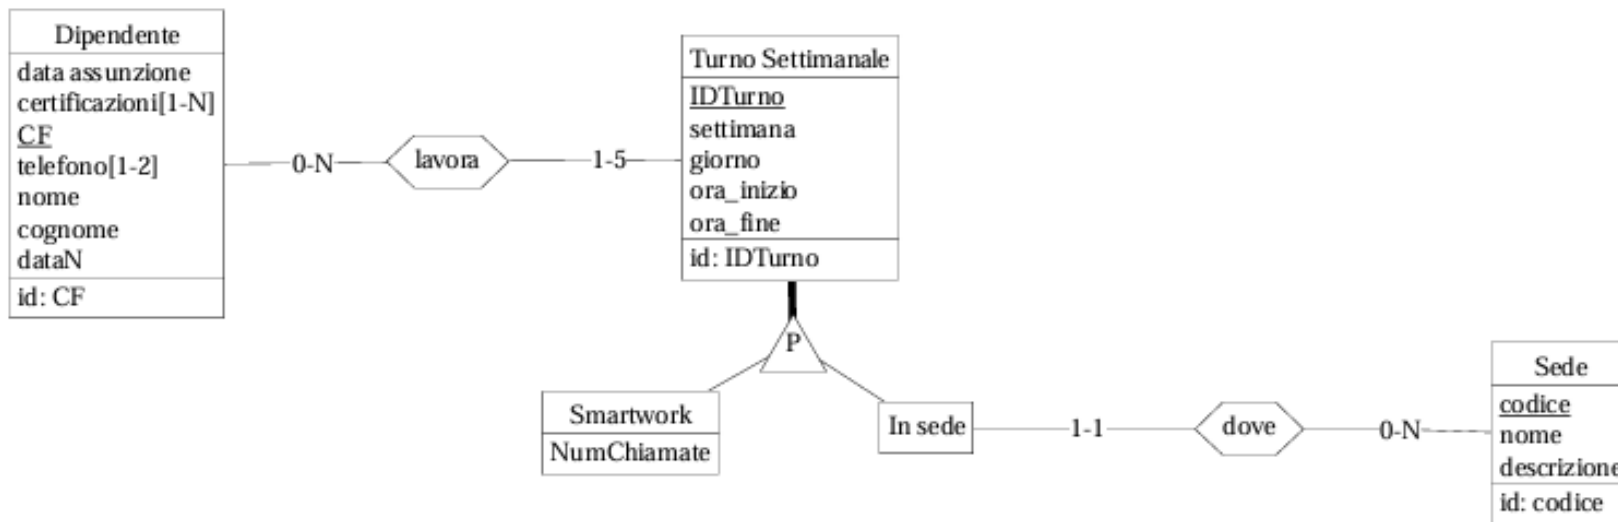 Dipendente
data assunzione
certificazioni[1-N]
CF
telefono[1-2]
nome
cognome
dataN
id: CF
0-N
lavora
1-5
Turno Settimanale
IDTurno
settimana
giorno
ora_inizio
ora_fine
id: IDTurno
P
Smartwork
NumChiamate
In sede
1-1
dove
0-N
Sede
codice
nome
descrizione
id: codice